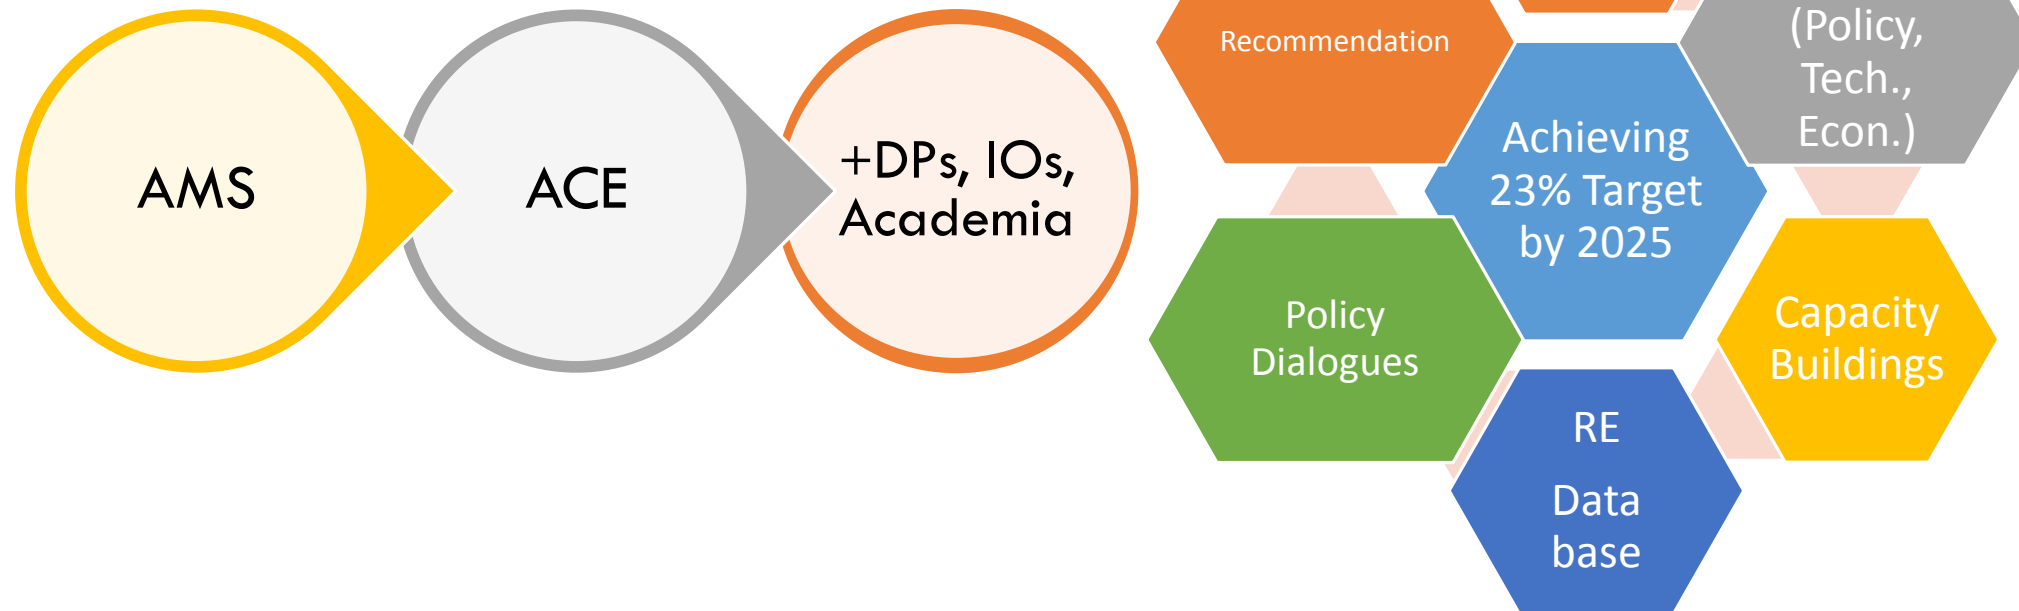 AMS
ACE
+DPs, IOs,
Academia
Recommendation
(Policy,
Tech.,
Econ.)
Achieving
23% Target
by 2025
Policy
Dialogues
Capacity
Buildings
RE
Data
base